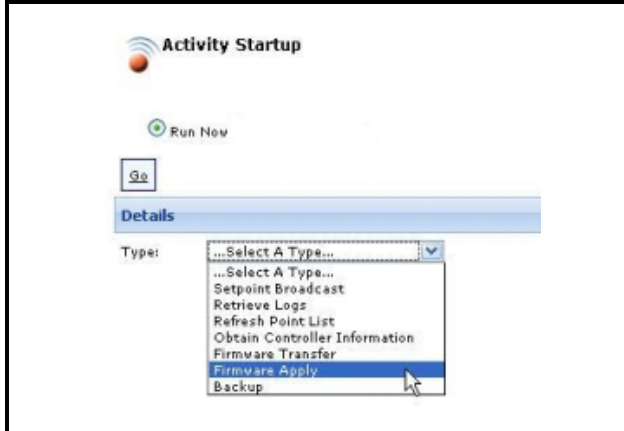 Activity Startup
Run Now
Go
Details
Type: ...Select A Type...
...Select A Type...
Setpoint Broadcast
Retrieve Logs
Refresh Point List
Obtain Controller Information
Firmware Transfer
Firmware Apply
Backup